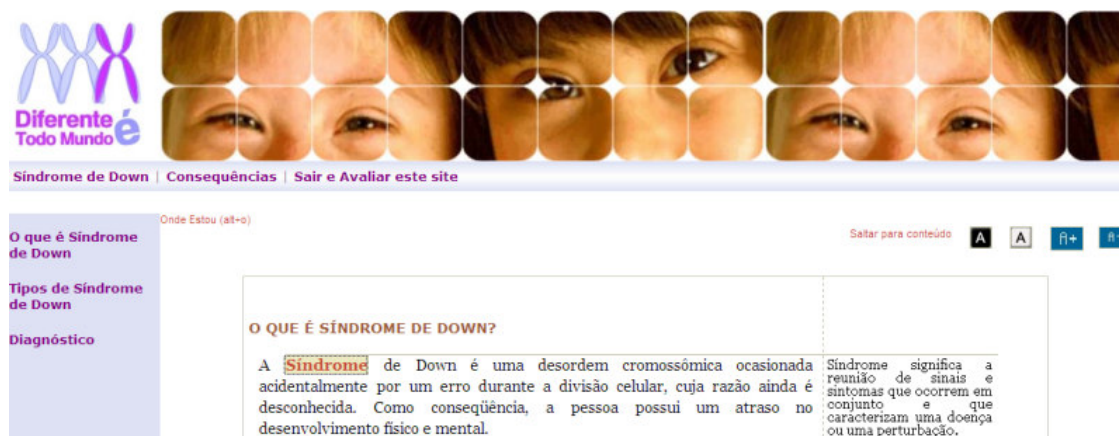 Diferente é
Todo Mundo
Síndrome de Down | Consequências | Sair e Avaliar este site
Onde Estou (alt+o)
Saltar para conteúdo A A A+ A-
O que é Síndrome
de Down
Tipos de Síndrome
de Down
Diagnóstico
O QUE É SÍNDROME DE DOWN?
A Síndrome de Down é uma desordem cromossômica ocasionada
acidentalmente por um erro durante a divisão celular, cuja razão ainda é
desconhecida. Como conseqüência, a pessoa possui um atraso no
desenvolvimento físico e mental.
Síndrome significa a
reunião de sinais e
sintomas que ocorrem em
conjunto e que
caracterizam uma doença
ou uma perturbação.